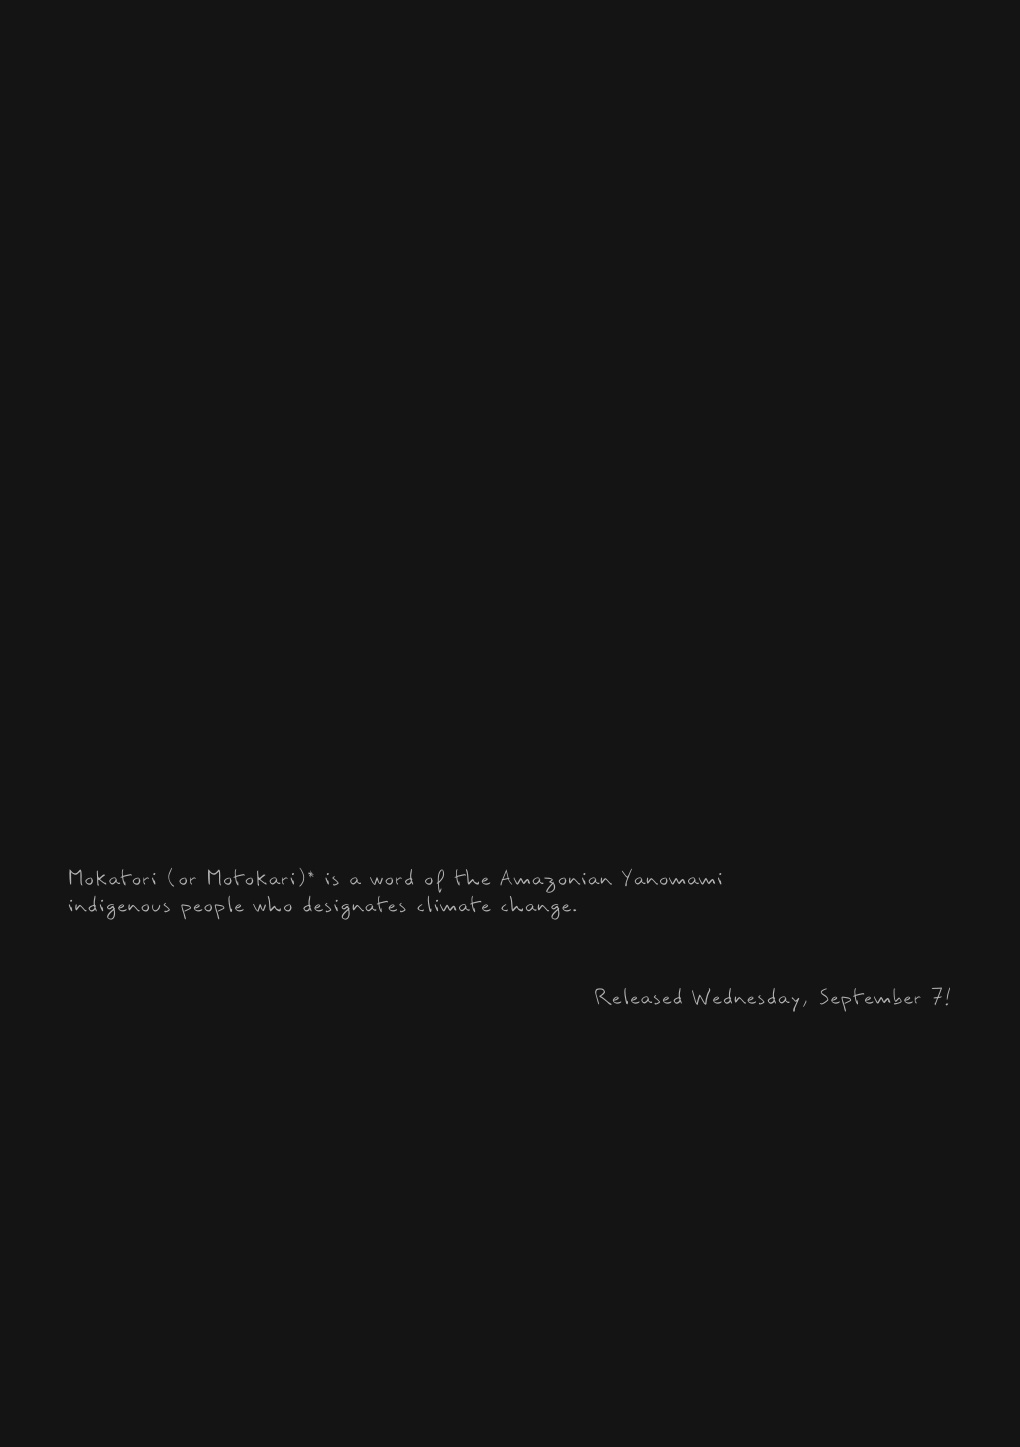 Mokatori (or Motokari)* is a word of the Amazonian Yanomami
indigenous people who designates climate change.
Released Wednesday, September 7!